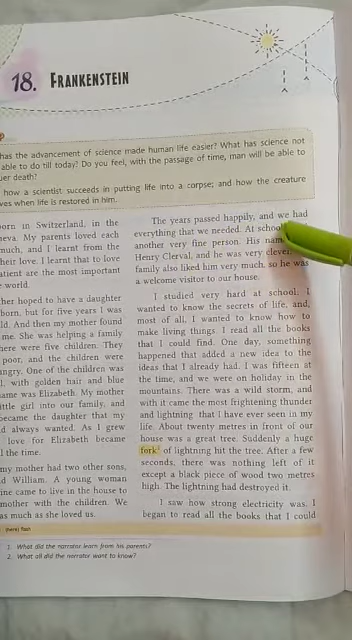 18. FRANKENSTEIN
has the advancement of science made human life easier? What has science not
able to do till today? Do you feel, with the passage of time, man will be able to
death?
how a scientist succeeds in putting life into a corpse; and how the creature
when life is restored in him.
in Switzerland, in the
My parents loved each
much, and I learnt from the
love. I learnt that to love
are the most important
world.
hoped to have a daughter
born, but for five years I was
And then my mother found
me. She was helping a family
were five children. They
poor, and the children were
One of the children was
with golden hair and blue
was Elizabeth. My mother
girl into our family, and
became the daughter that my
always wanted. As I grew
love for Elizabeth became
the time.
my mother had two other sons,
William. A young woman
came to live in the house to
mother with the children. We
as much as she loved us.
The years passed happily, and we had
everything that we needed. At school
another very fine person. His
Henry Clerval, and he was very clever
family also liked him very much, so he was
a welcome visitor to our house.
I studied very hard at school. I
wanted to know the secrets of life, and,
most of all, I wanted to know how to
make living things. I read all the books
that I could find. One day, something
happened that added a new idea to the
ideas that I already had. I was fifteen at
the time, and we were on holiday in the
mountains. There was a wild storm, and
with it came the most frightening thunder
and lightning that I have ever seen in my
life. About twenty metres in front of our
house was a great tree. Suddenly a huge
fork¹ of lightning hit the tree. After a few
seconds, there was nothing left of it
except a black piece of wood two metres
high. The lightning had destroyed it.
I saw how strong electricity was. I
began to read all the books that I could
(here) flash
1. What did the narrator learn from his parents?
2. What all did the narrator want to know?